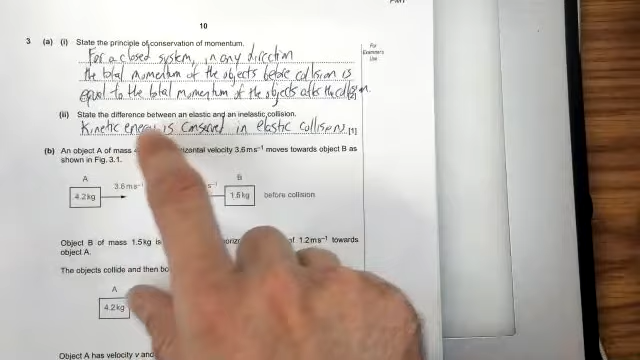 10
3 (a) (i) State the principle of conservation of momentum.
For Examiner's Use
For a closed system, in any direction
the total momentum of the objects before collision is
equal to the total momentum of the objects after the collision.
(ii) State the difference between an elastic and an inelastic collision.
Kinetic energy is conserved in elastic collisions. [1]
(b) An object A of mass horizontal velocity 3.6 m s⁻¹ moves towards object B as
shown in Fig. 3.1.
A B
4.2 kg 3.6 m s⁻¹ s⁻¹ 1.5 kg before collision
Object B of mass 1.5 kg is of 1.2 m s⁻¹ towards
object A.
The objects collide and then
A
4.2 kg
Object A has velocity v and